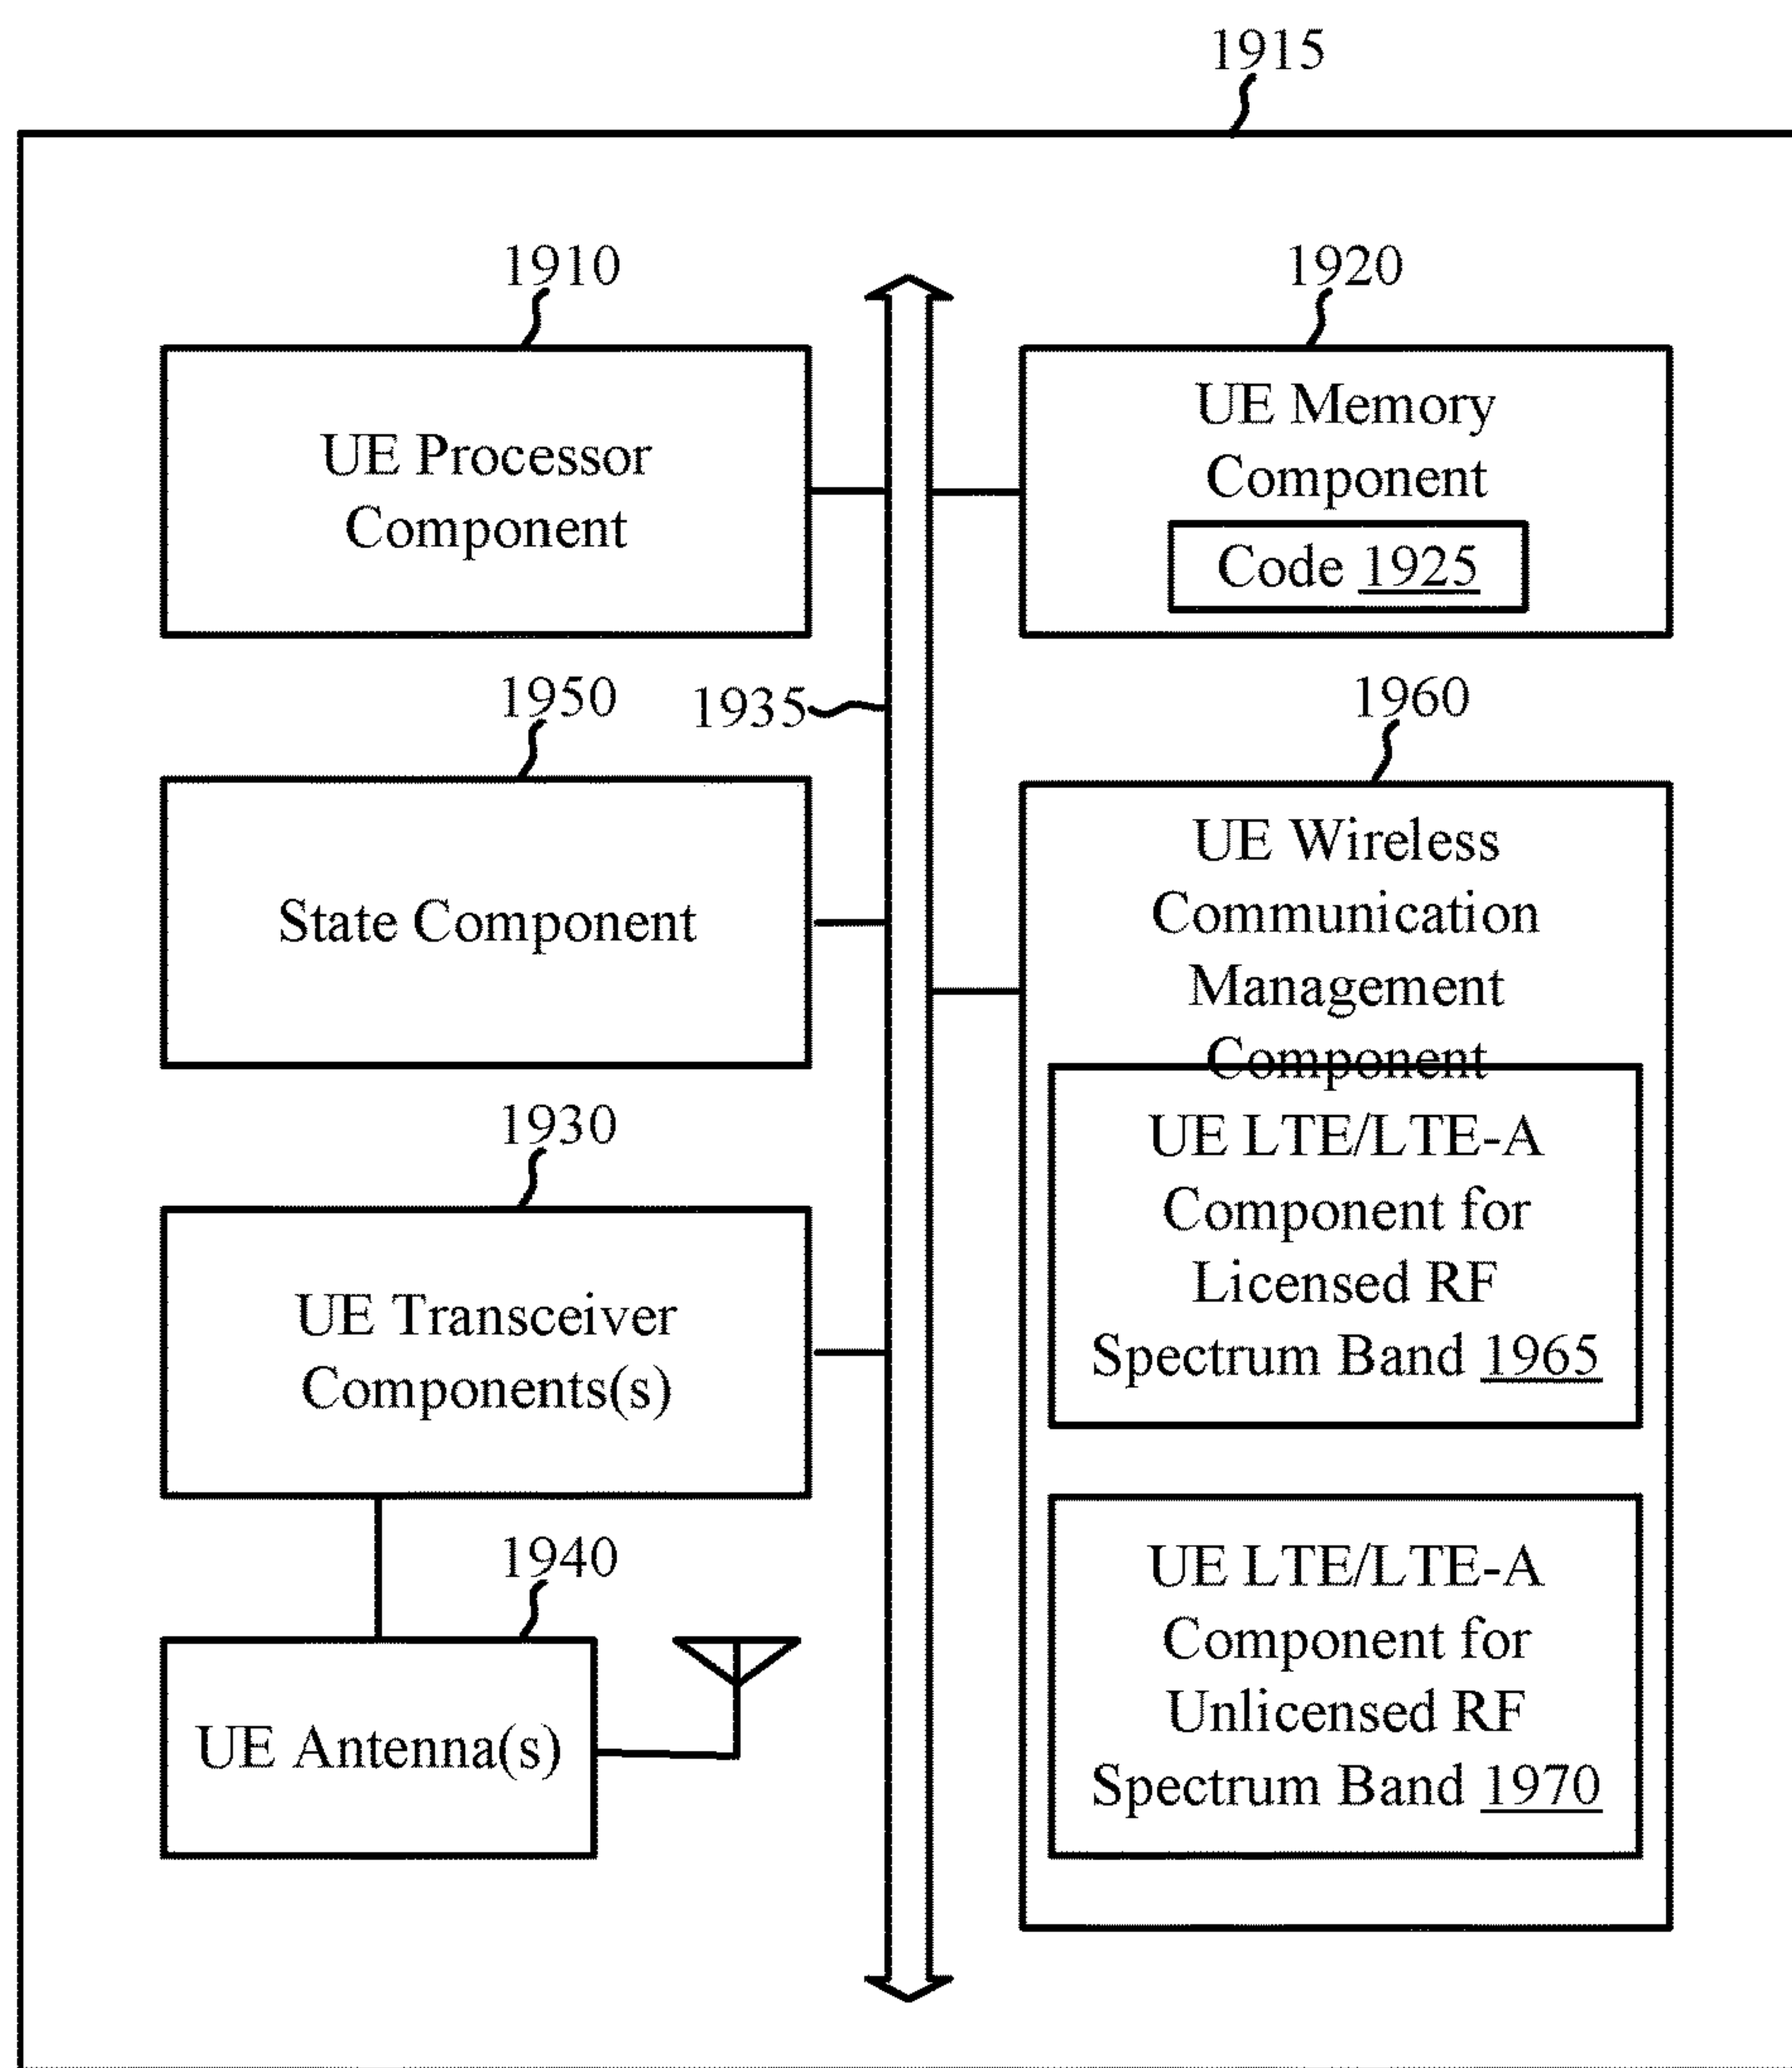 1915
1910
UE Processor
Component
1920
UE Memory
Component
Code 1925
1950
State Component
1935
1960
UE Wireless
Communication
Management
Component
UE LTE/LTE-A
Component for
Licensed RF
Spectrum Band 1965
UE LTE/LTE-A
Component for
Unlicensed RF
Spectrum Band 1970
1930
UE Transceiver
Components(s)
1940
UE Antenna(s)